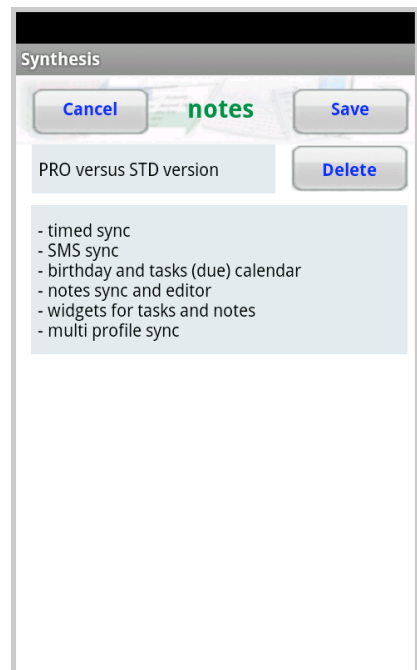 Synthesis
Cancel notes Save
PRO versus STD version Delete
- timed sync
- SMS sync
- birthday and tasks (due) calendar
- notes sync and editor
- widgets for tasks and notes
- multi profile sync